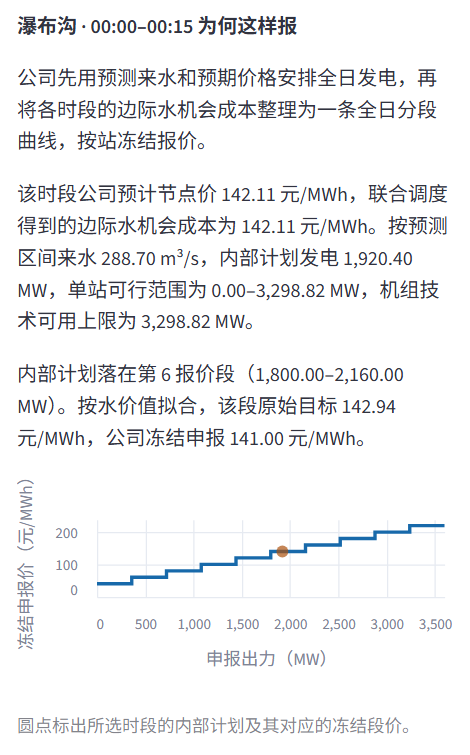 瀑布沟 · 00:00–00:15 为何这样报
公司先用预测来水和预期价格安排全日发电，再
将各时段的边际水机会成本整理为一条全日分段
曲线，按站冻结报价。
该时段公司预计节点价 142.11 元/MWh，联合调度
得到的边际水机会成本为 142.11 元/MWh。按预测
区间来水 288.70 m³/s，内部计划发电 1,920.40
MW，单站可行范围为 0.00–3,298.82 MW，机组技
术可用上限为 3,298.82 MW。
内部计划落在第 6 报价段（1,800.00–2,160.00
MW）。按水价值拟合，该段原始目标 142.94
元/MWh，公司冻结申报 141.00 元/MWh。
冻结申报价（元/MWh）
200
100
0
0 500 1,000 1,500 2,000 2,500 3,000 3,500
申报出力（MW）
圆点标出所选时段的内部计划及其对应的冻结段价。